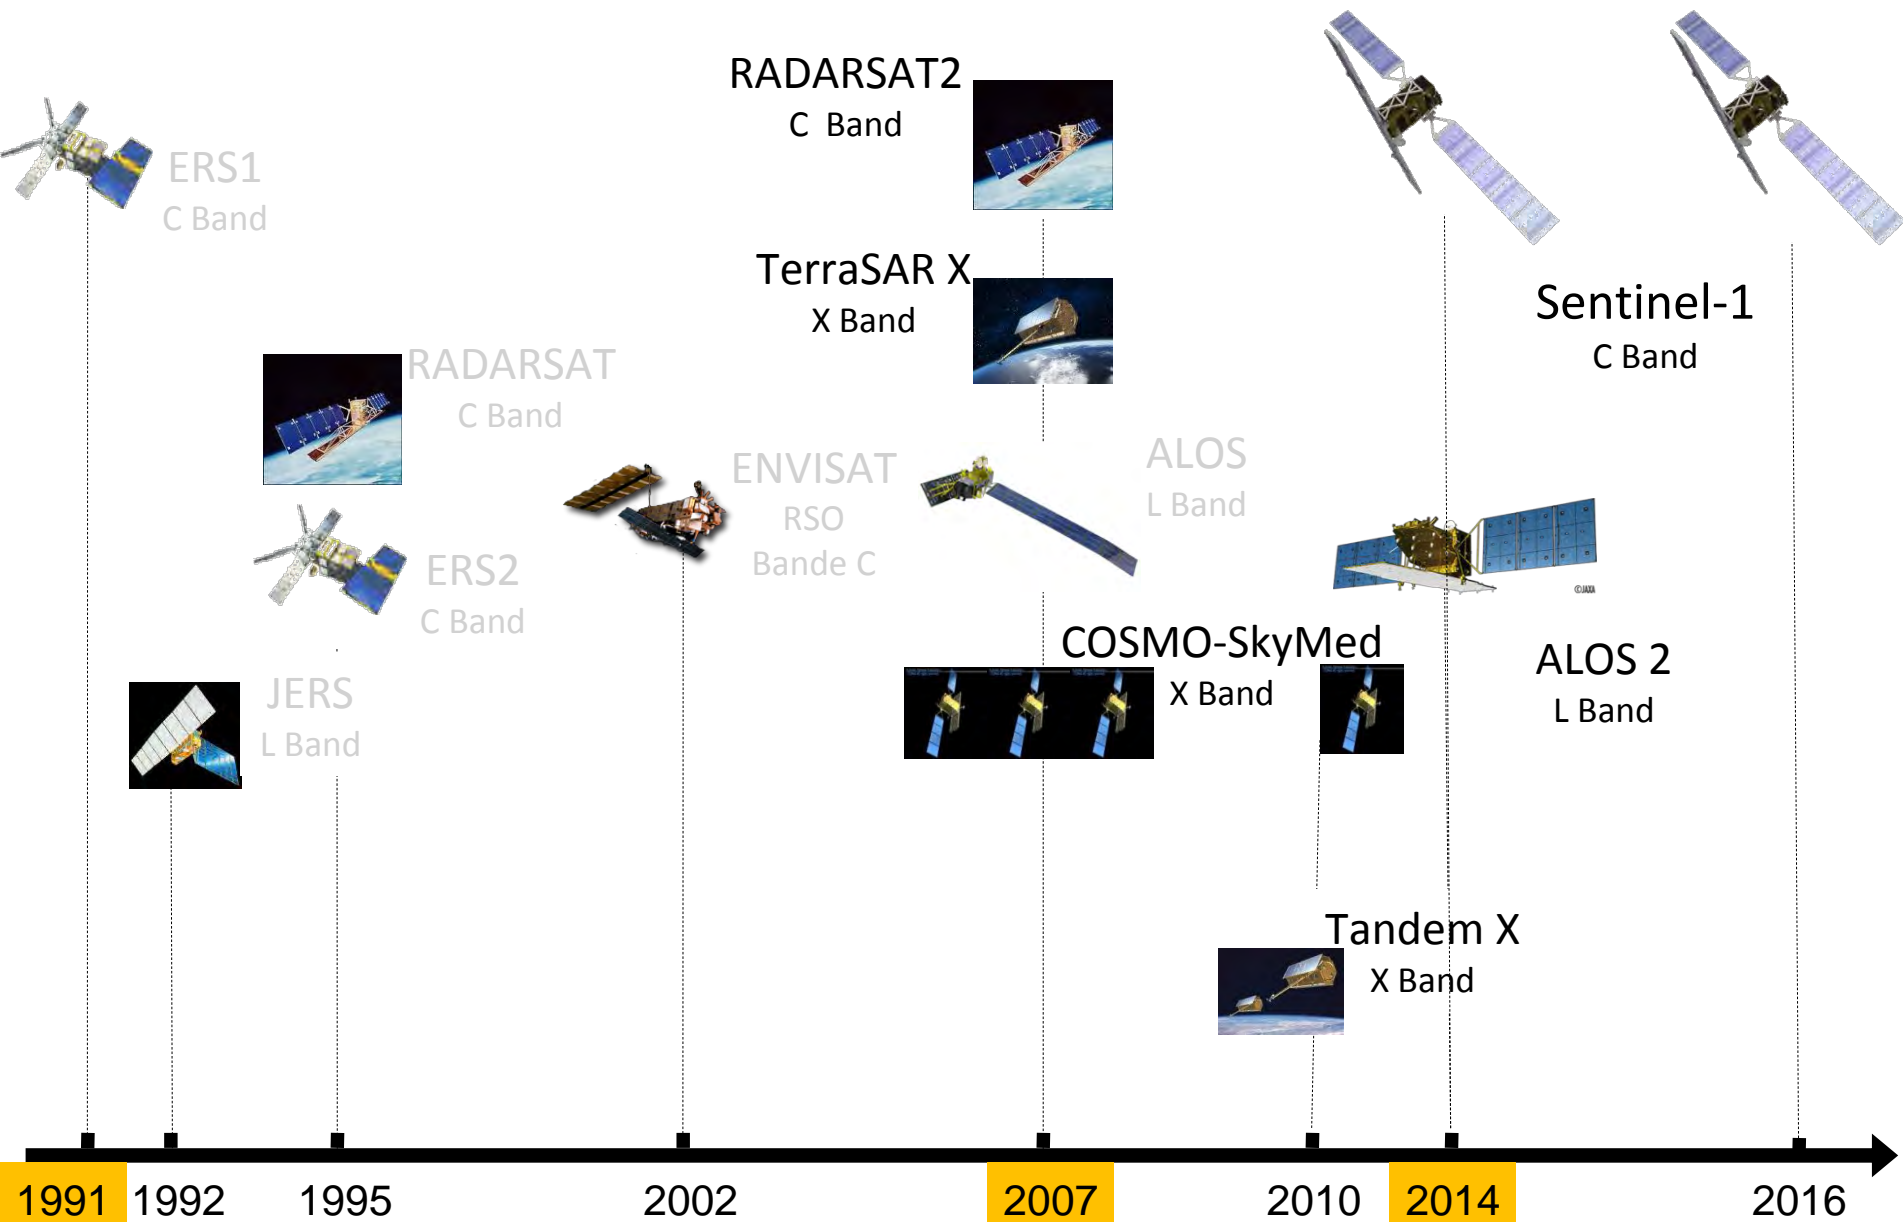 RADARSAT2
C Band
ERS1
C Band
TerraSAR X
X Band
Sentinel-1
C Band
RADARSAT
C Band
ENVISAT
RSO
Bande C
ALOS
L Band
ERS2
C Band
©JAXA
COSMO-SkyMed
X Band
ALOS 2
L Band
JERS
L Band
Tandem X
X Band
1991 1992 1995 2002 2007 2010 2014 2016